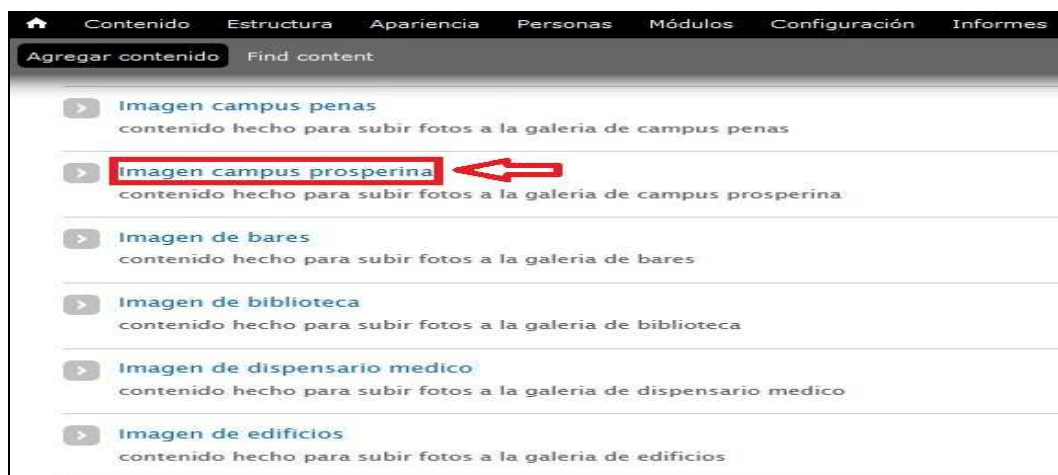 Contenido Estructura Apariencia Personas Módulos Configuración Informes
Agregar contenido Find content
Imagen campus penas
contenido hecho para subir fotos a la galeria de campus penas
Imagen campus prosperina
contenido hecho para subir fotos a la galeria de campus prosperina
Imagen de bares
contenido hecho para subir fotos a la galeria de bares
Imagen de biblioteca
contenido hecho para subir fotos a la galeria de biblioteca
Imagen de dispensario medico
contenido hecho para subir fotos a la galeria de dispensario medico
Imagen de edificios
contenido hecho para subir fotos a la galeria de edificios